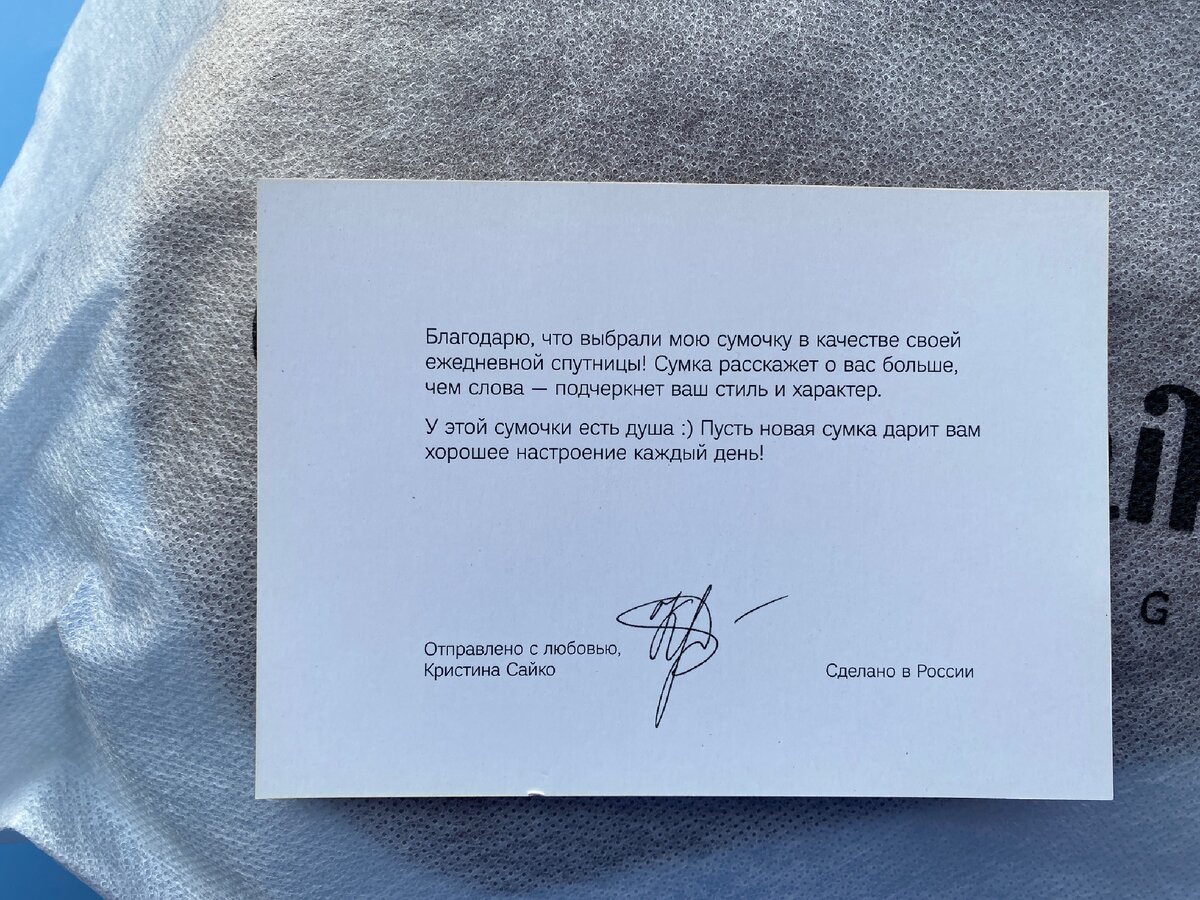 Благодарю, что выбрали мою сумочку в качестве своей
ежедневной спутницы! Сумка расскажет о вас больше,
чем слова — подчеркнет ваш стиль и характер.
У этой сумочки есть душа :) Пусть новая сумка дарит вам
хорошее настроение каждый день!
Отправлено с любовью,
Кристина Сайко
Сделано в России
G